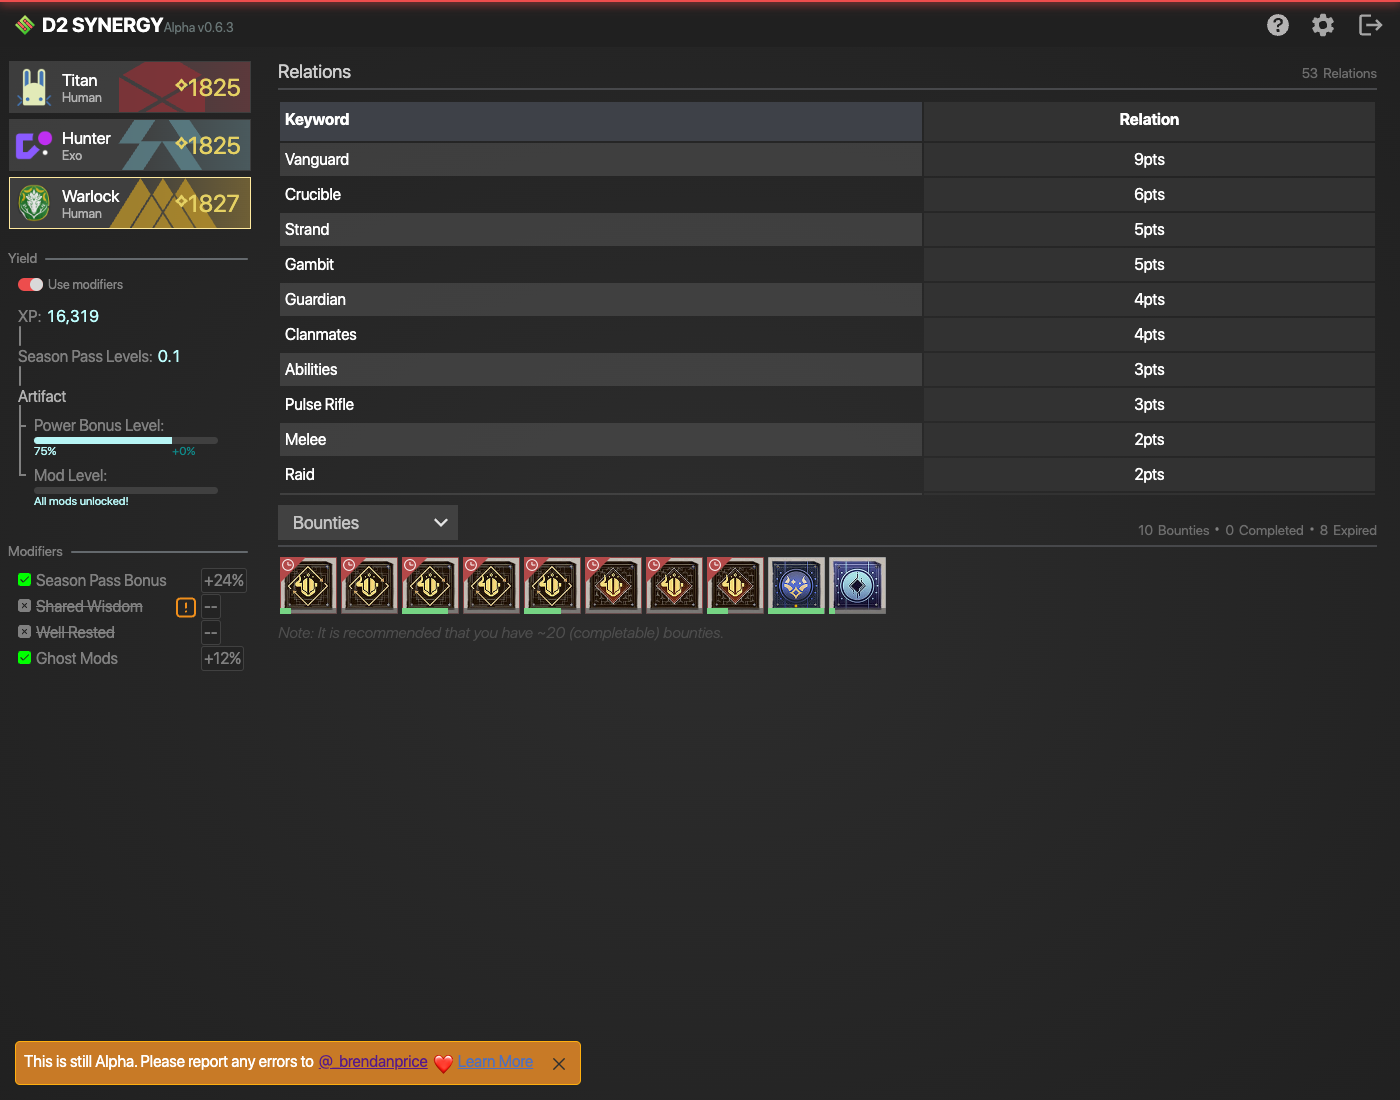 D2 SYNERGY Alpha v0.6.3
Titan
Human
1825
Hunter
Exo
1825
Warlock
Human
1827
Yield
Use modifiers
XP: 16,319
Season Pass Levels: 0.1
Artifact
Power Bonus Level:
75% +0%
Mod Level:
All mods unlocked!
Modifiers
Season Pass Bonus +24%
Shared Wisdom --
Well Rested --
Ghost Mods +12%
Relations 53 Relations
Keyword Relation
Vanguard 9pts
Crucible 6pts
Strand 5pts
Gambit 5pts
Guardian 4pts
Clanmates 4pts
Abilities 3pts
Pulse Rifle 3pts
Melee 2pts
Raid 2pts
Bounties
10 Bounties • 0 Completed • 8 Expired
Note: It is recommended that you have ~20 (completable) bounties.
This is still Alpha. Please report any errors to @_brendanprice ❤️ Learn More